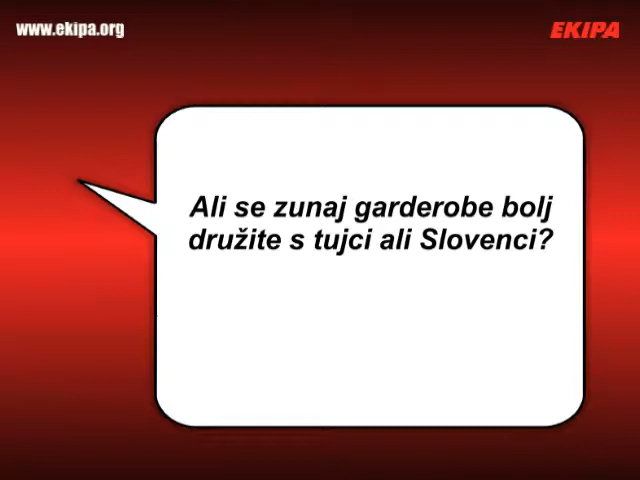 www.ekipa.org
EKIPA
Ali se zunaj garderobe bolj
družite s tujci ali Slovenci?